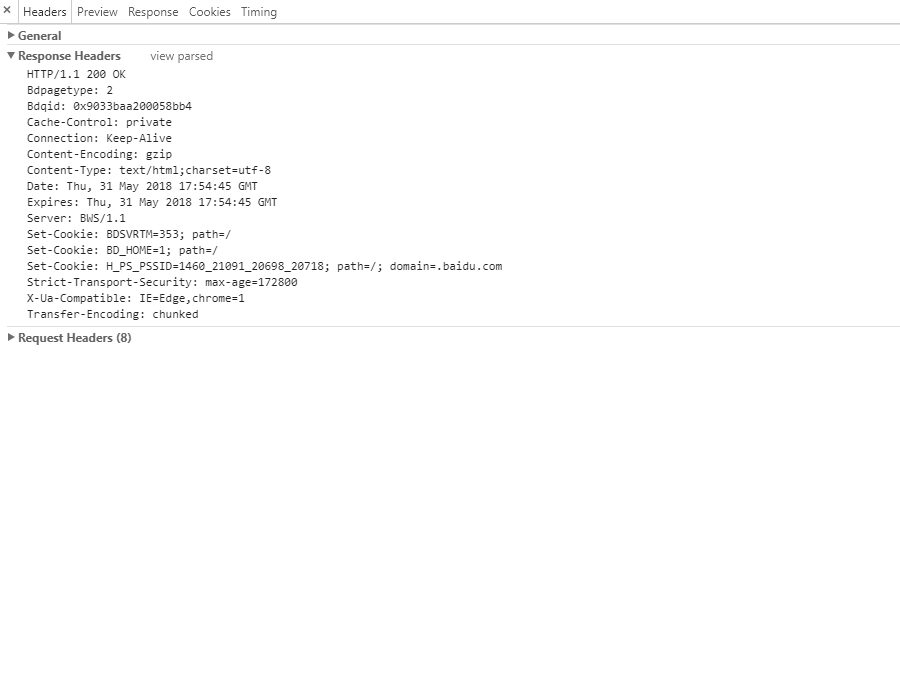 × Headers Preview Response Cookies Timing
General
Response Headers view parsed
HTTP/1.1 200 OK
Bdpagetype: 2
Bdqid: 0x9033baa200058bb4
Cache-Control: private
Connection: Keep-Alive
Content-Encoding: gzip
Content-Type: text/html;charset=utf-8
Date: Thu, 31 May 2018 17:54:45 GMT
Expires: Thu, 31 May 2018 17:54:45 GMT
Server: BWS/1.1
Set-Cookie: BDSVRTM=353; path=/
Set-Cookie: BD_HOME=1; path=/
Set-Cookie: H_PS_PSSID=1460_21091_20698_20718; path=/; domain=.baidu.com
Strict-Transport-Security: max-age=172800
X-Ua-Compatible: IE=Edge,chrome=1
Transfer-Encoding: chunked
Request Headers (8)